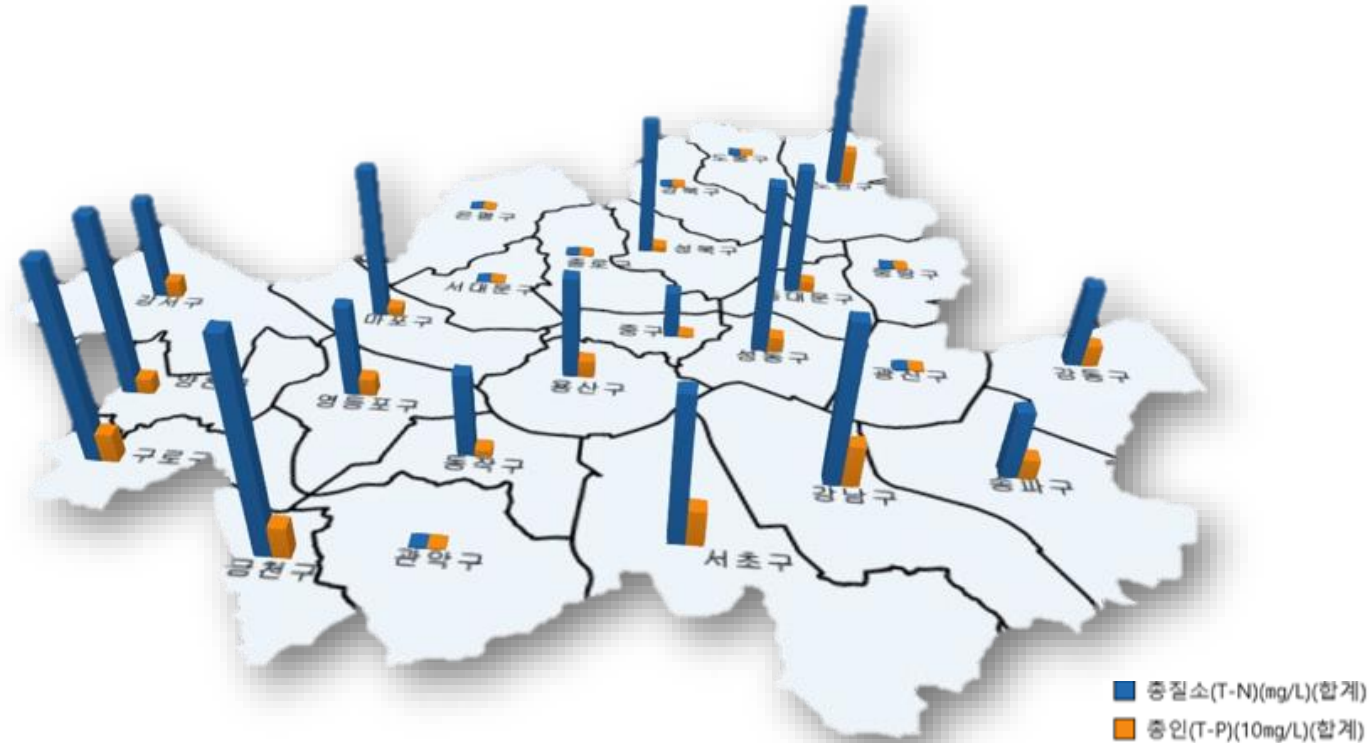 도봉구
강북구
노원구
은평구
성북구
종로구
중랑구
서대문구
강서구
동대문구
마포구
중구
성동구
용산구
광진구
강동구
양천구
영등포구
구로구
동작구
강남구
송파구
금천구
관악구
서초구
총질소(T-N)(mg/L)(합계)
총인(T-P)(10mg/L)(합계)